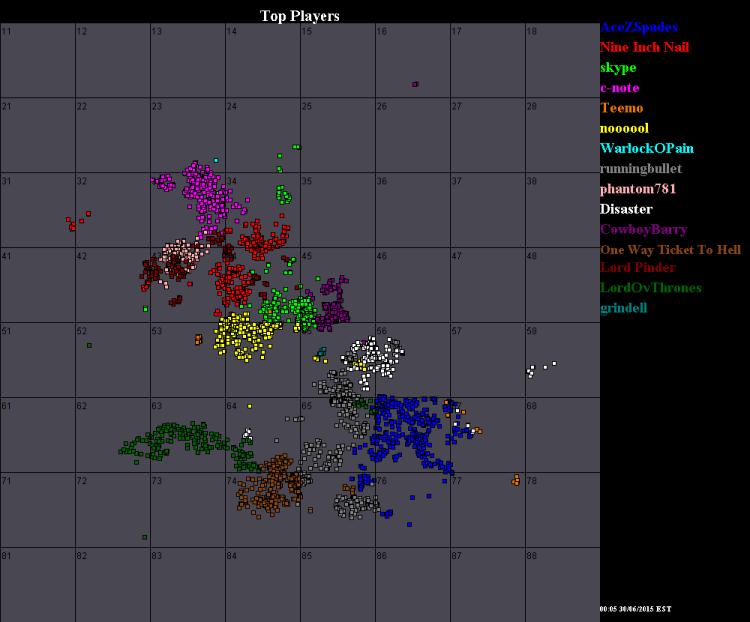 Top Players
11 12 13 14 15 16 17 18
21 22 23 24 25 26 27 28
31 32 33 34 35 36 37 38
41 42 43 44 45 46 47 48
51 52 53 54 55 56 57 58
61 62 63 64 65 66 67 68
71 72 73 74 75 76 77 78
81 82 83 84 85 86 87 88
AceZSpades
Nine Inch Nail
skype
c-note
Teemo
noooool
WarlockOPain
runningbullet
phantom781
Disaster
CowboyBarry
One Way Ticket To Hell
Lord Pinder
LordOvThrones
grindell
00:05 30/06/2015 EST